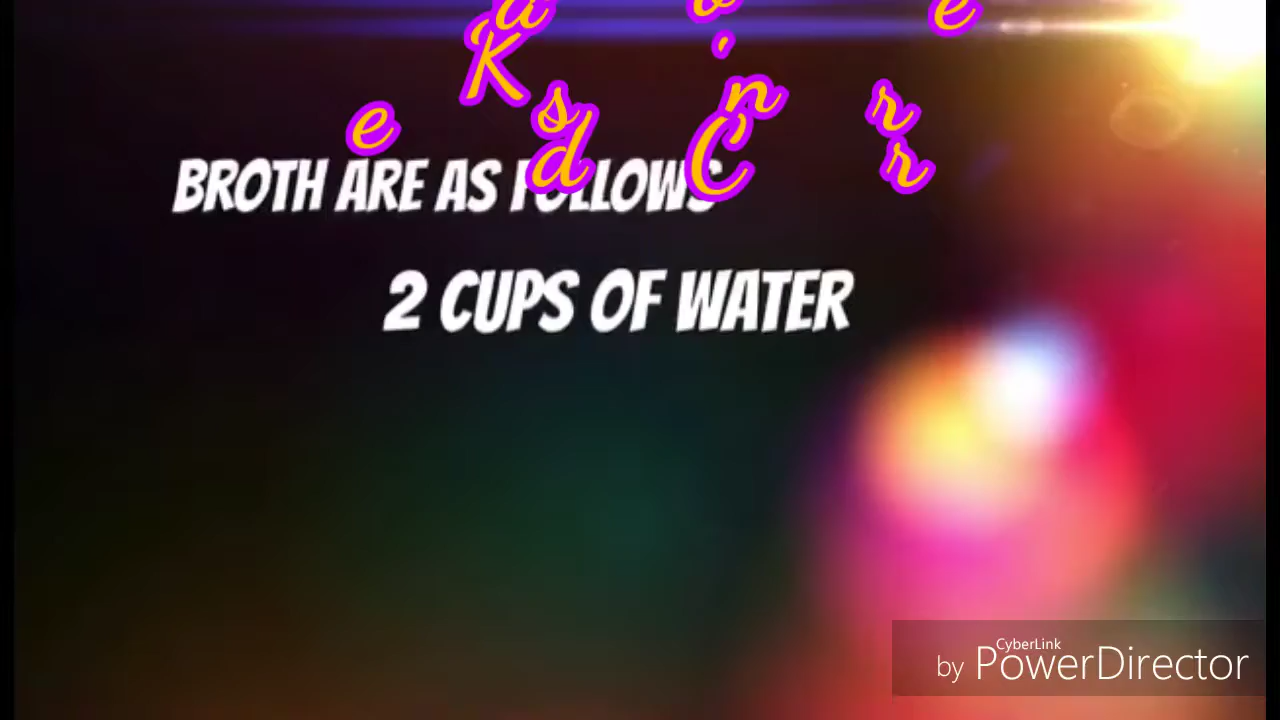 BROTH ARE AS FOLLOWS
2 CUPS OF WATER
CyberLink
by PowerDirector